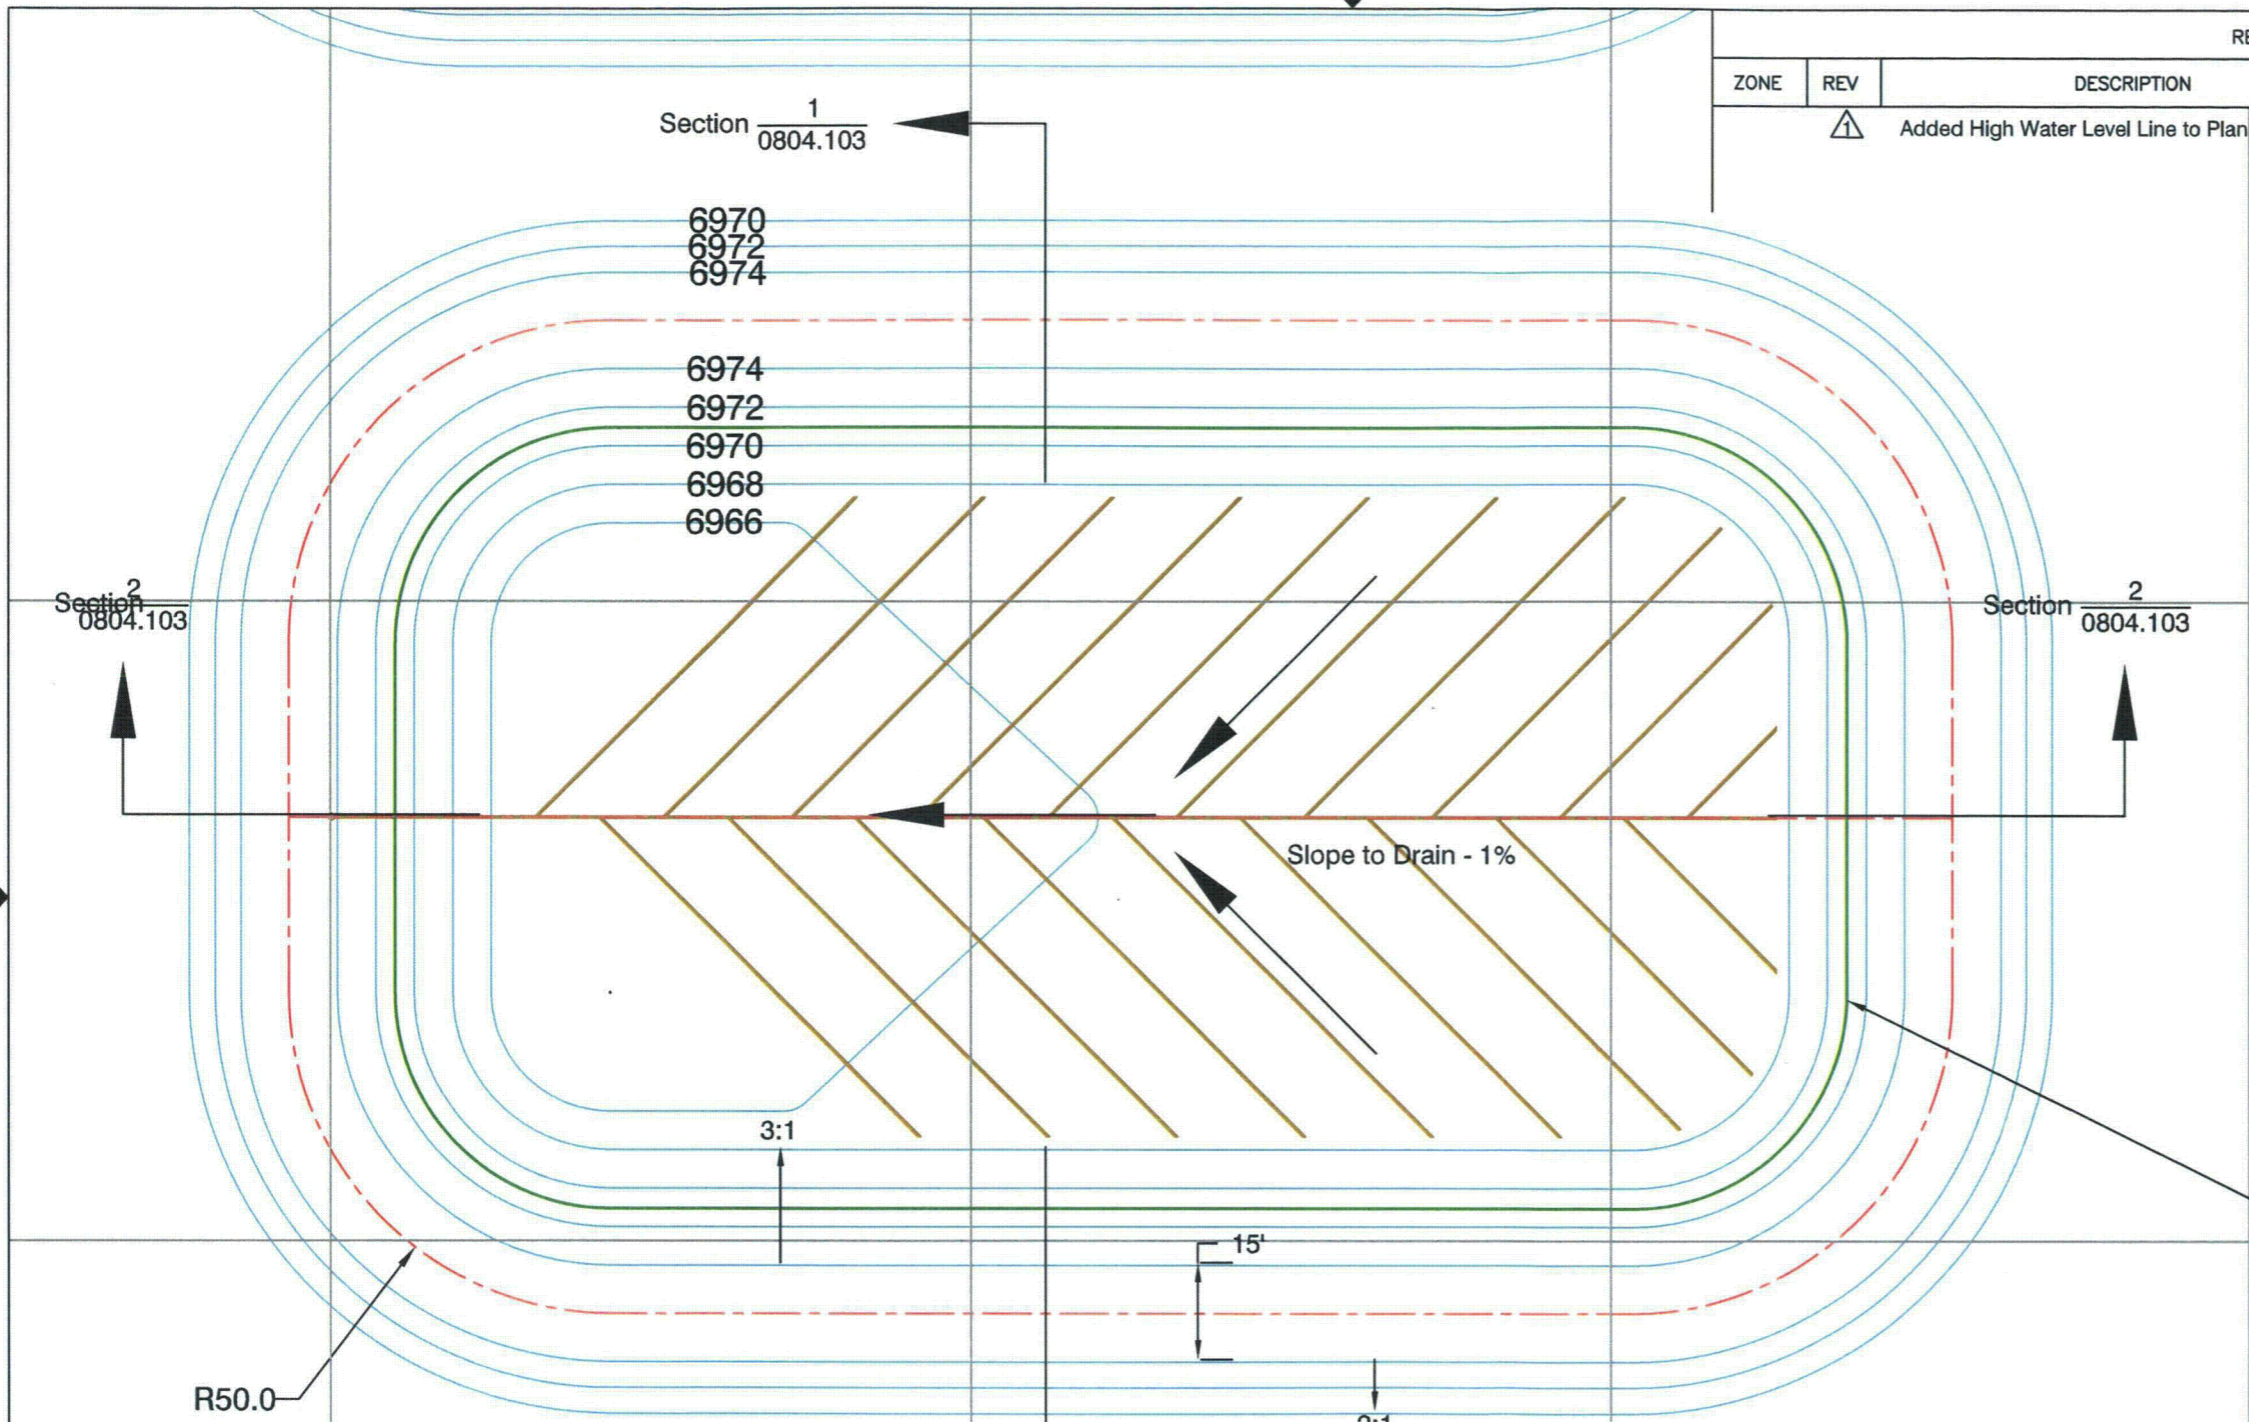 ZONE REV DESCRIPTION
1 Added High Water Level Line to Plan
Section 1
0804.103
6970
6972
6974
6974
6972
6970
6968
6966
Section 2
0804.103
Section 2
0804.103
Slope to Drain - 1%
3:1
15'
R50.0